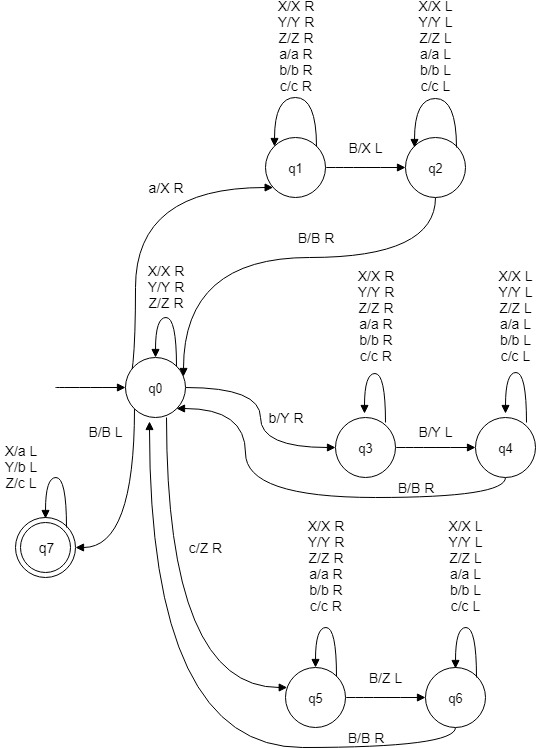 X/X R
Y/Y R
Z/Z R
a/a R
b/b R
c/c R
X/X L
Y/Y L
Z/Z L
a/a L
b/b L
c/c L
B/X L
q1
q2
a/X R
B/B R
X/X R
Y/Y R
Z/Z R
X/X R
Y/Y R
Z/Z R
a/a R
b/b R
c/c R
X/X L
Y/Y L
Z/Z L
a/a L
b/b L
c/c L
q0
b/Y R
B/B L
B/Y L
q3
q4
X/a L
Y/b L
Z/c L
B/B R
q7
c/Z R
X/X R
Y/Y R
Z/Z R
a/a R
b/b R
c/c R
X/X L
Y/Y L
Z/Z L
a/a L
b/b L
c/c L
B/Z L
q5
q6
B/B R